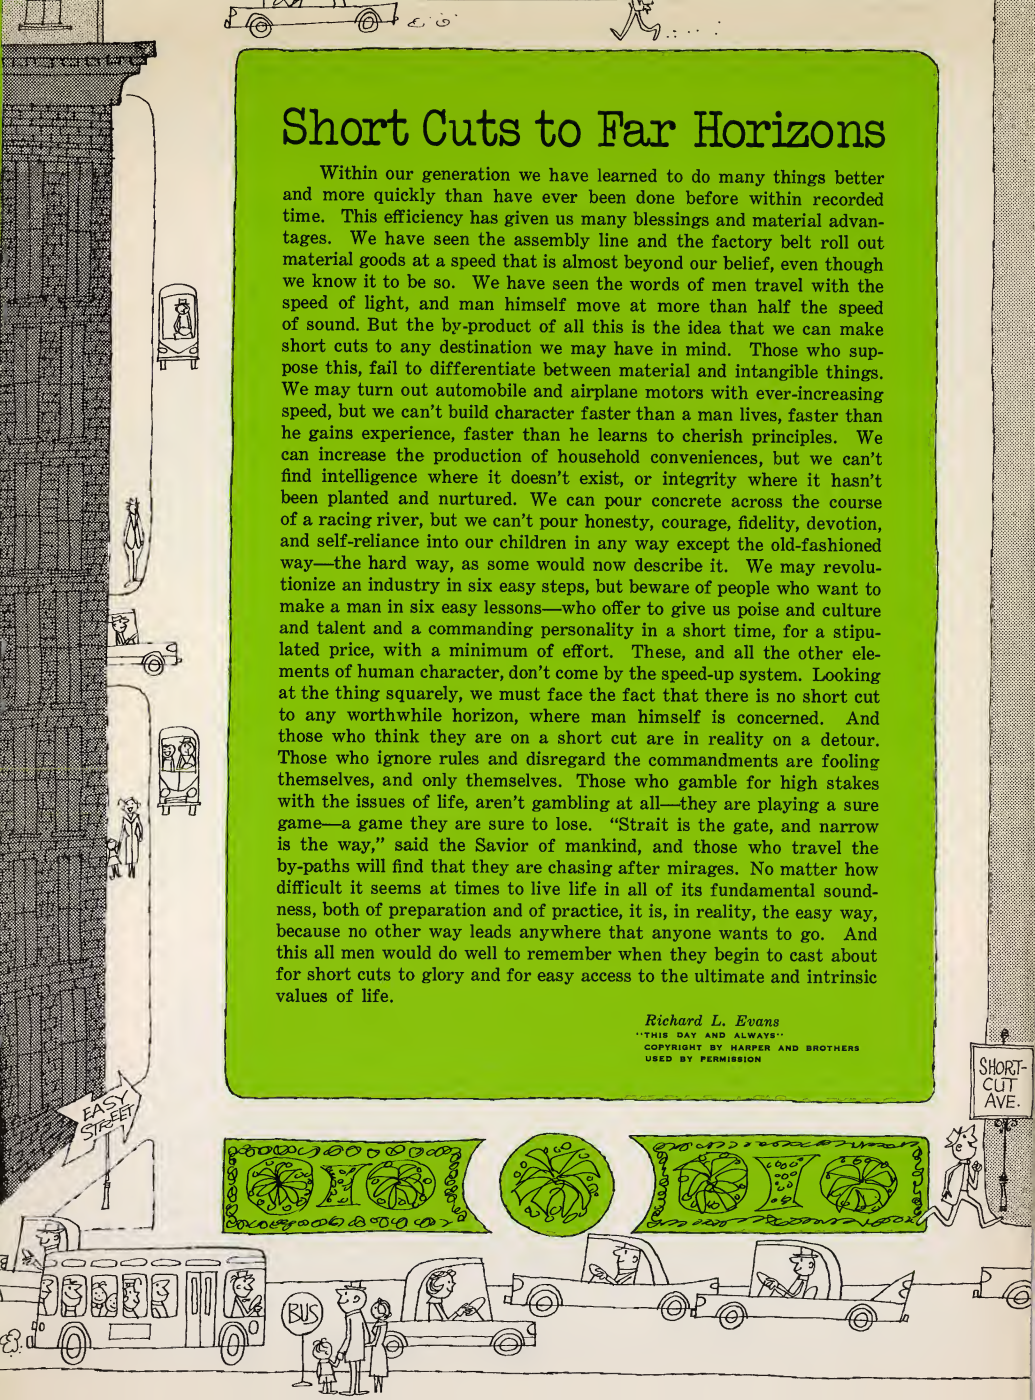 Short Cuts to Far Horizons
Within our generation we have learned to do many things better
and more quickly than have ever been done before within recorded
time. This efficiency has given us many blessings and material advan-
tages. We have seen the assembly line and the factory belt roll out
material goods at a speed that is almost beyond our belief, even though
we know it to be so. We have seen the words of men travel with the
speed of light, and man himself move at more than half the speed
of sound. But the by-product of all this is the idea that we can make
short cuts to any destination we may have in mind. Those who sup-
pose this, fail to differentiate between material and intangible things.
We may turn out automobile and airplane motors with ever-increasing
speed, but we can't build character faster than a man lives, faster than
he gains experience, faster than he learns to cherish principles. We
can increase the production of household conveniences, but we can't
find intelligence where it doesn't exist, or integrity where it hasn't
been planted and nurtured. We can pour concrete across the course
of a racing river, but we can't pour honesty, courage, fidelity, devotion,
and self-reliance into our children in any way except the old-fashioned
way—the hard way, as some would now describe it. We may revolu-
tionize an industry in six easy steps, but beware of people who want to
make a man in six easy lessons—who offer to give us poise and culture
and talent and a commanding personality in a short time, for a stipu-
lated price, with a minimum of effort. These, and all the other ele-
ments of human character, don't come by the speed-up system. Looking
at the thing squarely, we must face the fact that there is no short cut
to any worthwhile horizon, where man himself is concerned. And
those who think they are on a short cut are in reality on a detour.
Those who ignore rules and disregard the commandments are fooling
themselves, and only themselves. Those who gamble for high stakes
with the issues of life, aren't gambling at all—they are playing a sure
game—a game they are sure to lose. "Strait is the gate, and narrow
is the way," said the Savior of mankind, and those who travel the
by-paths will find that they are chasing after mirages. No matter how
difficult it seems at times to live life in all of its fundamental sound-
ness, both of preparation and of practice, it is, in reality, the easy way,
because no other way leads anywhere that anyone wants to go. And
this all men would do well to remember when they begin to cast about
for short cuts to glory and for easy access to the ultimate and intrinsic
values of life.
Richard L. Evans
"THIS DAY AND ALWAYS"
COPYRIGHT BY HARPER AND BROTHERS
USED BY PERMISSION
SHORT-
CUT
AVE.
EASY
STREET
BUS